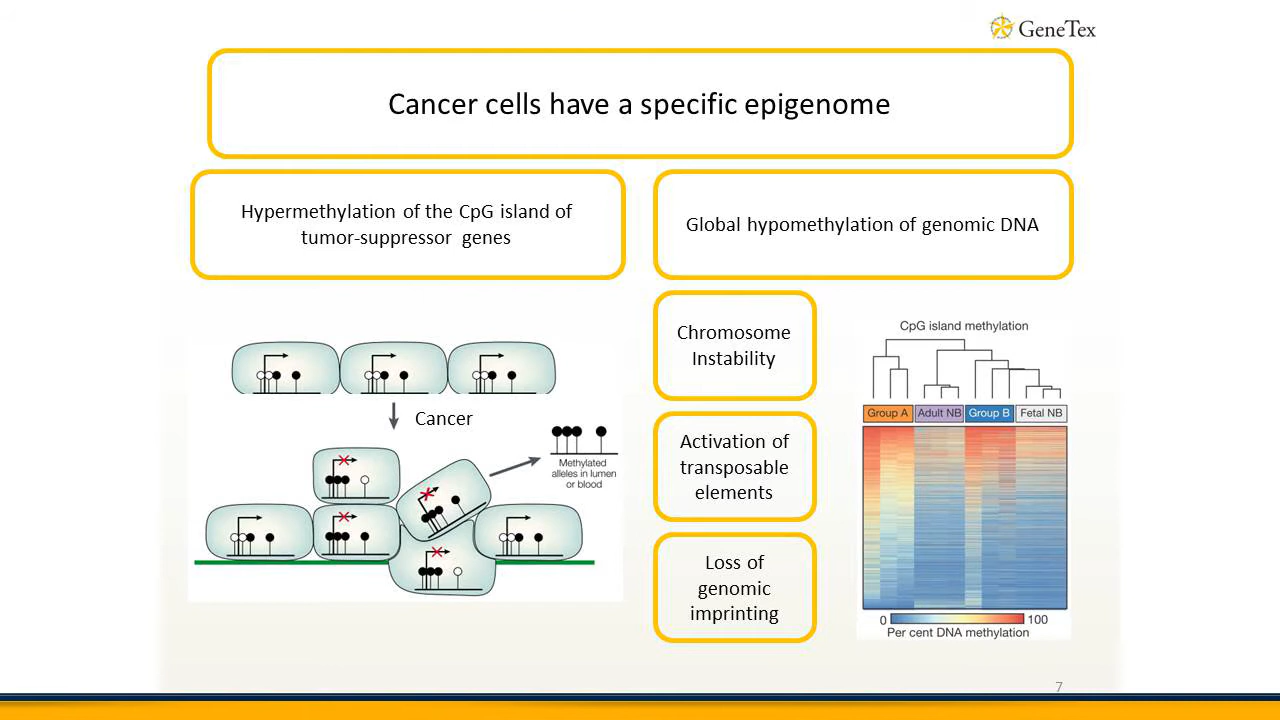 GeneTex
Cancer cells have a specific epigenome
Hypermethylation of the CpG island of
tumor-suppressor genes
Global hypomethylation of genomic DNA
Cancer
Methylated
alleles in lumen
or blood
Chromosome
Instability
Activation of
transposable
elements
Loss of
genomic
imprinting
CpG island methylation
Group A Adult NB Group B Fetal NB
0 100
Per cent DNA methylation
7